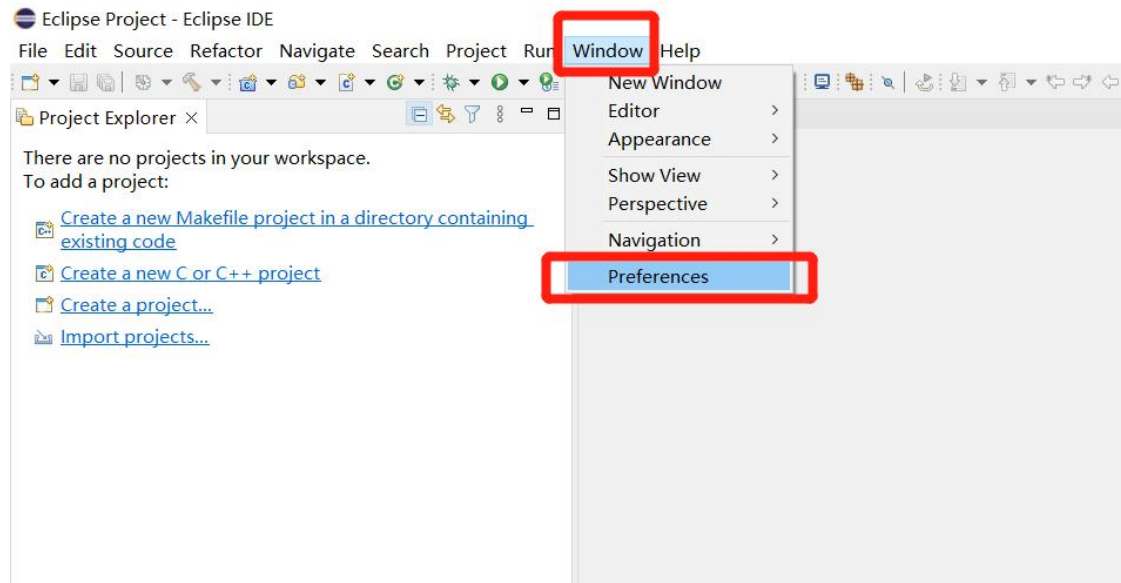 Eclipse Project - Eclipse IDE
File Edit Source Refactor Navigate Search Project Run Window Help
Project Explorer
There are no projects in your workspace.
To add a project:
Create a new Makefile project in a directory containing
existing code
Create a new C or C++ project
Create a project...
Import projects...
New Window
Editor
Appearance
Show View
Perspective
Navigation
Preferences